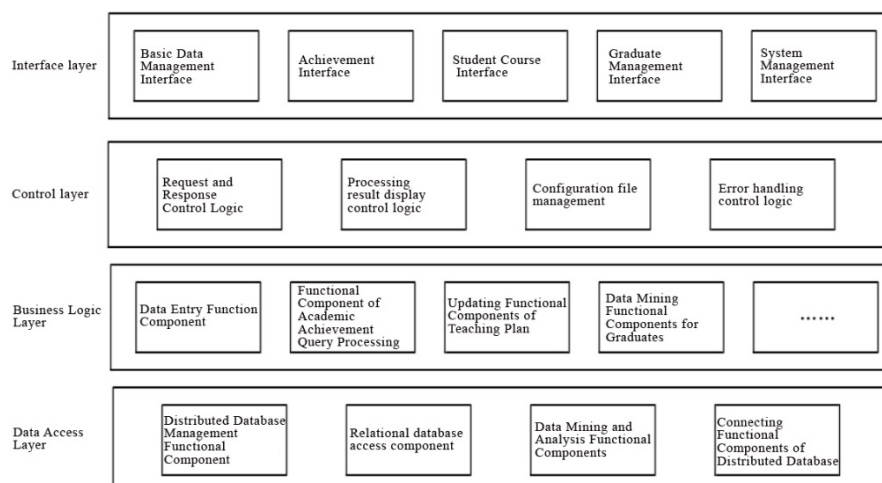 Interface layer
Basic Data
Management
Interface
Achievement
Interface
Student Course
Interface
Graduate
Management
Interface
System
Management
Interface
Control layer
Request and
Response
Control Logic
Processing
result display
control logic
Configuration file
management
Error handling
control logic
Business Logic
Layer
Data Entry Function
Component
Functional
Component of
Academic
Achievement
Query Processing
Updating Functional
Components of
Teaching Plan
Data Mining
Functional
Components for
Graduates
……
Data Access
Layer
Distributed Database
Management
Functional
Component
Relational database
access component
Data Mining and
Analysis Functional
Components
Connecting
Functional
Components of
Distributed Database